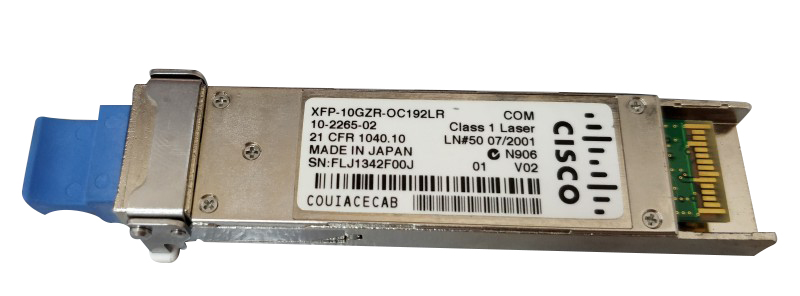 XFP-10GZR-OC192LR COM
10-2265-02 Class 1 Laser
21 CFR 1040.10 LN#50 07/2001
MADE IN JAPAN N906
SN:FLJ1342F00J 01 V02
COUIACECAB
CISCO